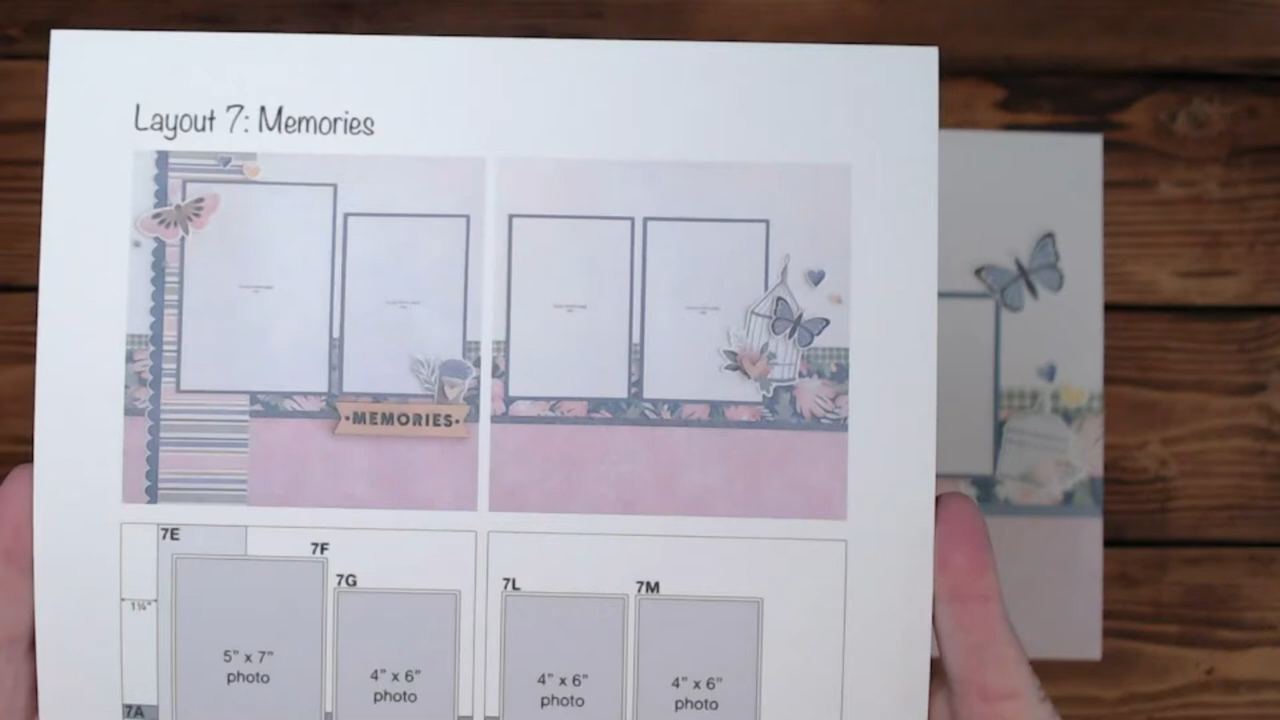 Layout 7: Memories
·MEMORIES·
7E
7F
7G
7L
7M
1¼"
5” x 7”
photo
4” x 6”
photo
4” x 6”
photo
4” x 6”
photo
7A